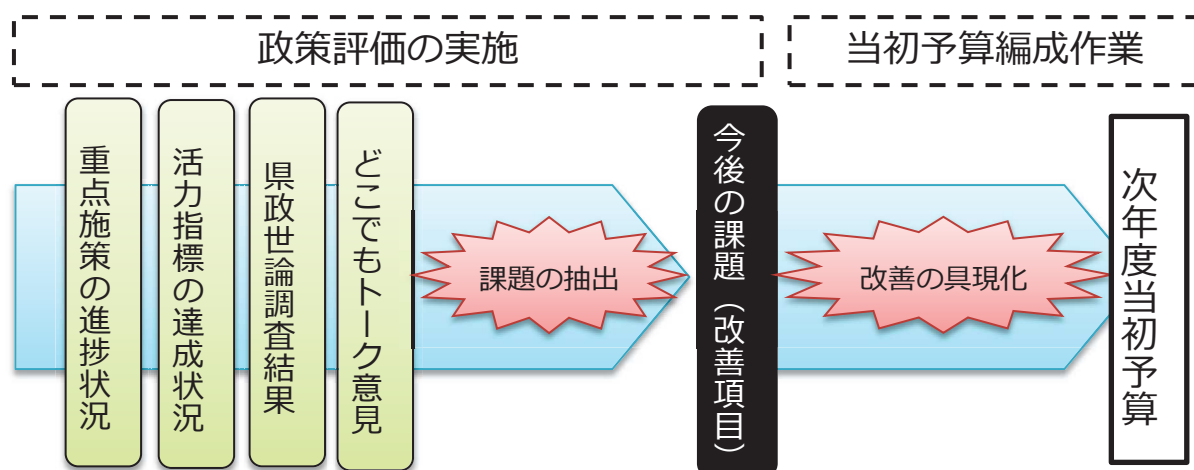 政策評価の実施
当初予算編成作業
重点施策の進捗状況
活力指標の達成状況
県政世論調査結果
どこでもトーク意見
課題の抽出
今後の課題（改善項目）
改善の具現化
次年度当初予算